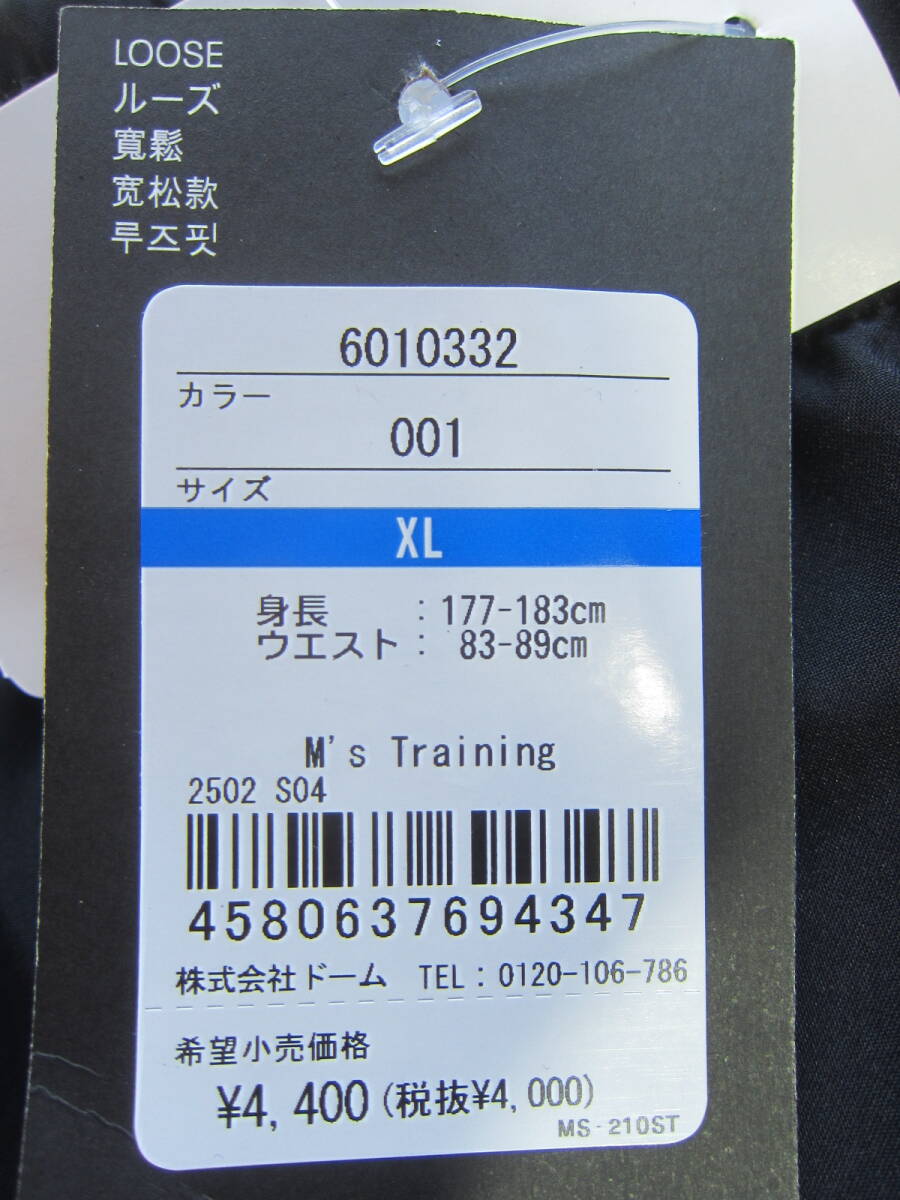 LOOSE
ルーズ
寬鬆
宽松款
루즈핏
6010332
カラー
001
サイズ
XL
身長 : 177-183cm
ウエスト : 83-89cm
M's Training
2502 S04
4580637694347
株式会社ドーム TEL : 0120-106-786
希望小売価格
¥4,400 (税抜¥4,000)
MS-210ST